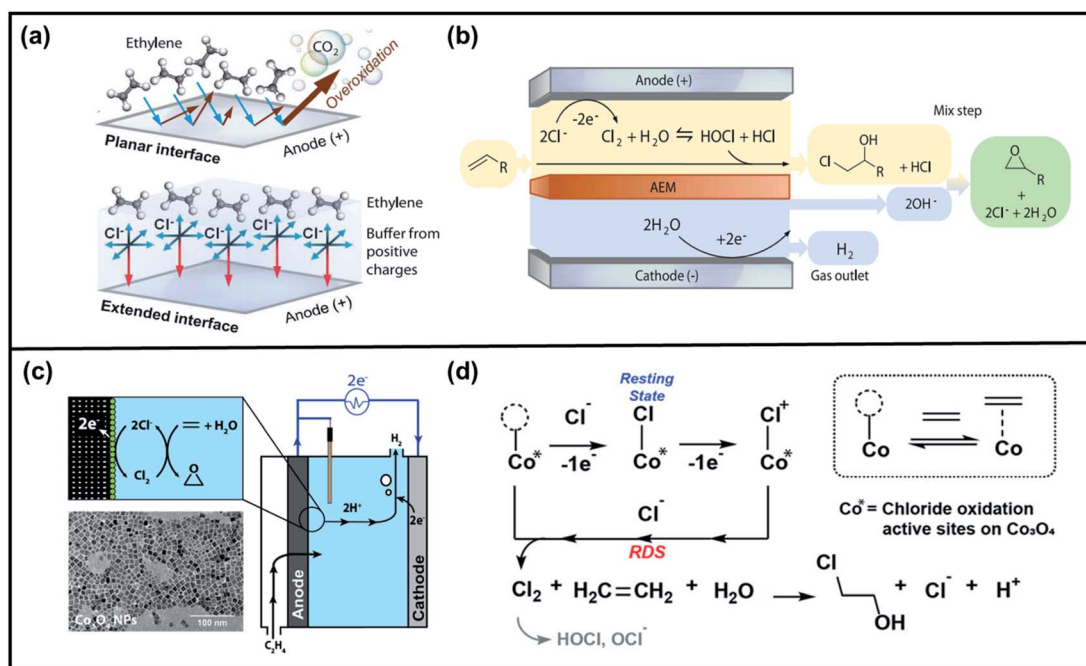 (a)
Ethylene
CO₂
Overoxidation
Planar interface
Anode (+)
Ethylene
Cl⁻ Cl⁻ Cl⁻ Cl⁻ Cl⁻
Buffer from
positive
charges
Extended interface
Anode (+)
(b)
Anode (+)
-2e⁻
2Cl⁻ Cl₂ + H₂O ⇋ HOCl + HCl
R
AEM
2H₂O
+2e⁻
Cathode (-)
OH
Cl
R
+ HCl
2OH⁻
H₂
Gas outlet
Mix step
O
R
+
2Cl⁻ + 2H₂O
(c)
2e⁻
2Cl⁻
= + H₂O
Cl₂
O
Co₃O₄ NPs
100 nm
2e⁻
H₂
2H⁺
2e⁻
Anode
Cathode
C₂H₄
(d)
Resting
State
Co*
Cl⁻
-1e⁻
Cl
Co*
-1e⁻
Cl⁺
Co*
Cl⁻
RDS
Cl₂ + H₂C=CH₂ + H₂O
Cl
OH
+ Cl⁻ + H⁺
HOCl, OCl⁻
Co
Co
Co*= Chloride oxidation
active sites on Co₃O₄